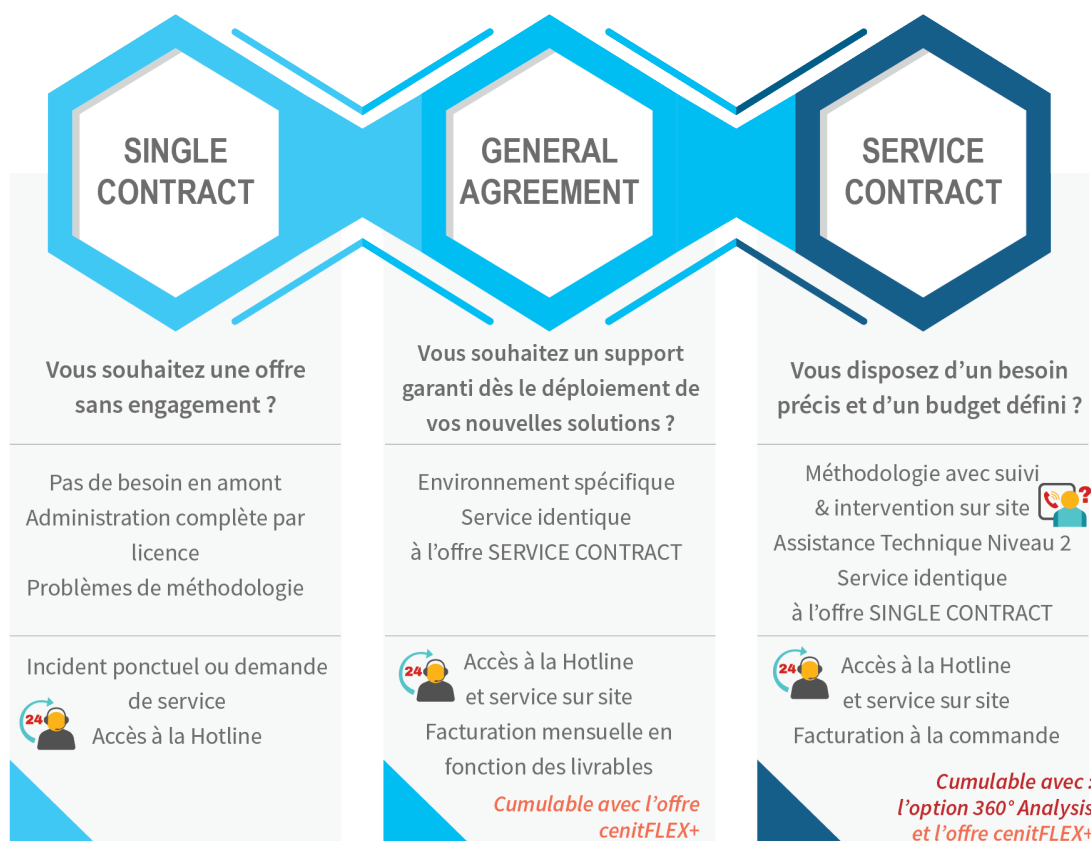 SINGLE
CONTRACT
Vous souhaitez une offre
sans engagement ?
Pas de besoin en amont
Administration complète par
licence
Problèmes de méthodologie
Incident ponctuel ou demande
de service
24
Accès à la Hotline
GENERAL
AGREEMENT
Vous souhaitez un support
garanti dès le déploiement de
vos nouvelles solutions ?
Environnement spécifique
Service identique
à l’offre SERVICE CONTRACT
24
Accès à la Hotline
et service sur site
Facturation mensuelle en
fonction des livrables
Cumulable avec l’offre
cenitFLEX+
SERVICE
CONTRACT
Vous disposez d’un besoin
précis et d’un budget défini ?
Méthodologie avec suivi
& intervention sur site
?
Assistance Technique Niveau 2
Service identique
à l’offre SINGLE CONTRACT
24
Accès à la Hotline
et service sur site
Facturation à la commande
Cumulable avec :
l’option 360° Analysis
et l’offre cenitFLEX+